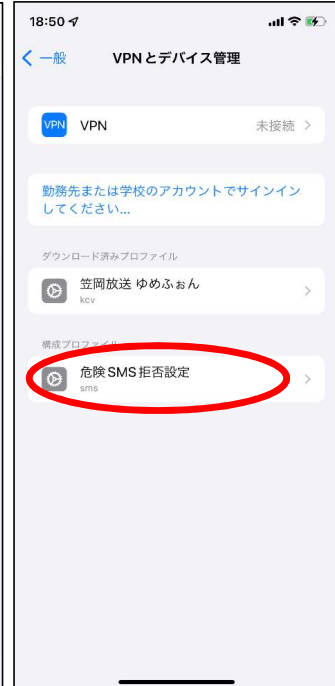 18:50
一般
VPNとデバイス管理
VPN
VPN
未接続
勤務先または学校のアカウントでサインイン
してください...
ダウンロード済みプロファイル
笠岡放送 ゆめふぉん
kcv
構成プロファイル
危険SMS拒否設定
sms